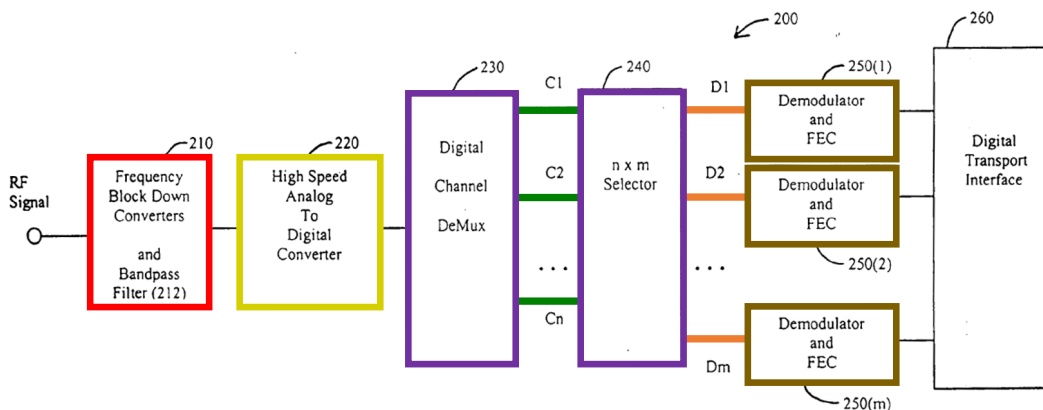 200
260
RF
Signal
210
Frequency
Block Down
Converters
and
Bandpass
Filter (212)
220
High Speed
Analog
To
Digital
Converter
230
Digital
Channel
DeMux
C1
C2
...
Cn
240
n x m
Selector
D1
D2
...
Dm
250(1)
Demodulator
and
FEC
Demodulator
and
FEC
250(2)
Demodulator
and
FEC
250(m)
Digital
Transport
Interface